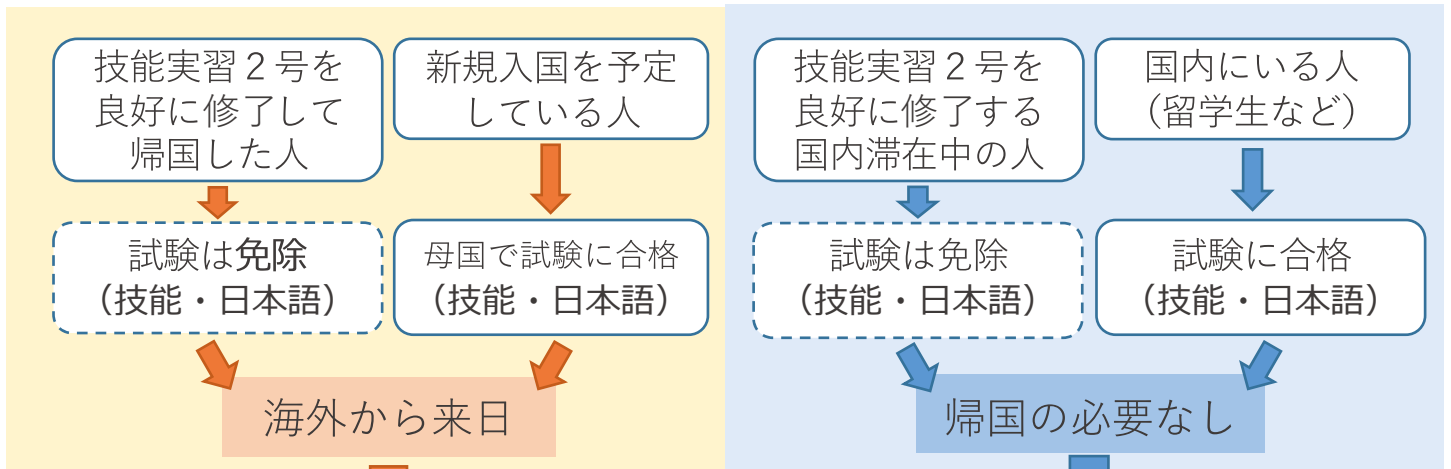 技能実習２号を
良好に修了して
帰国した人
新規入国を予定
している人
試験は免除
（技能・日本語）
母国で試験に合格
（技能・日本語）
海外から来日
技能実習２号を
良好に修了する
国内滞在中の人
国内にいる人
（留学生など）
試験は免除
（技能・日本語）
試験に合格
（技能・日本語）
帰国の必要なし